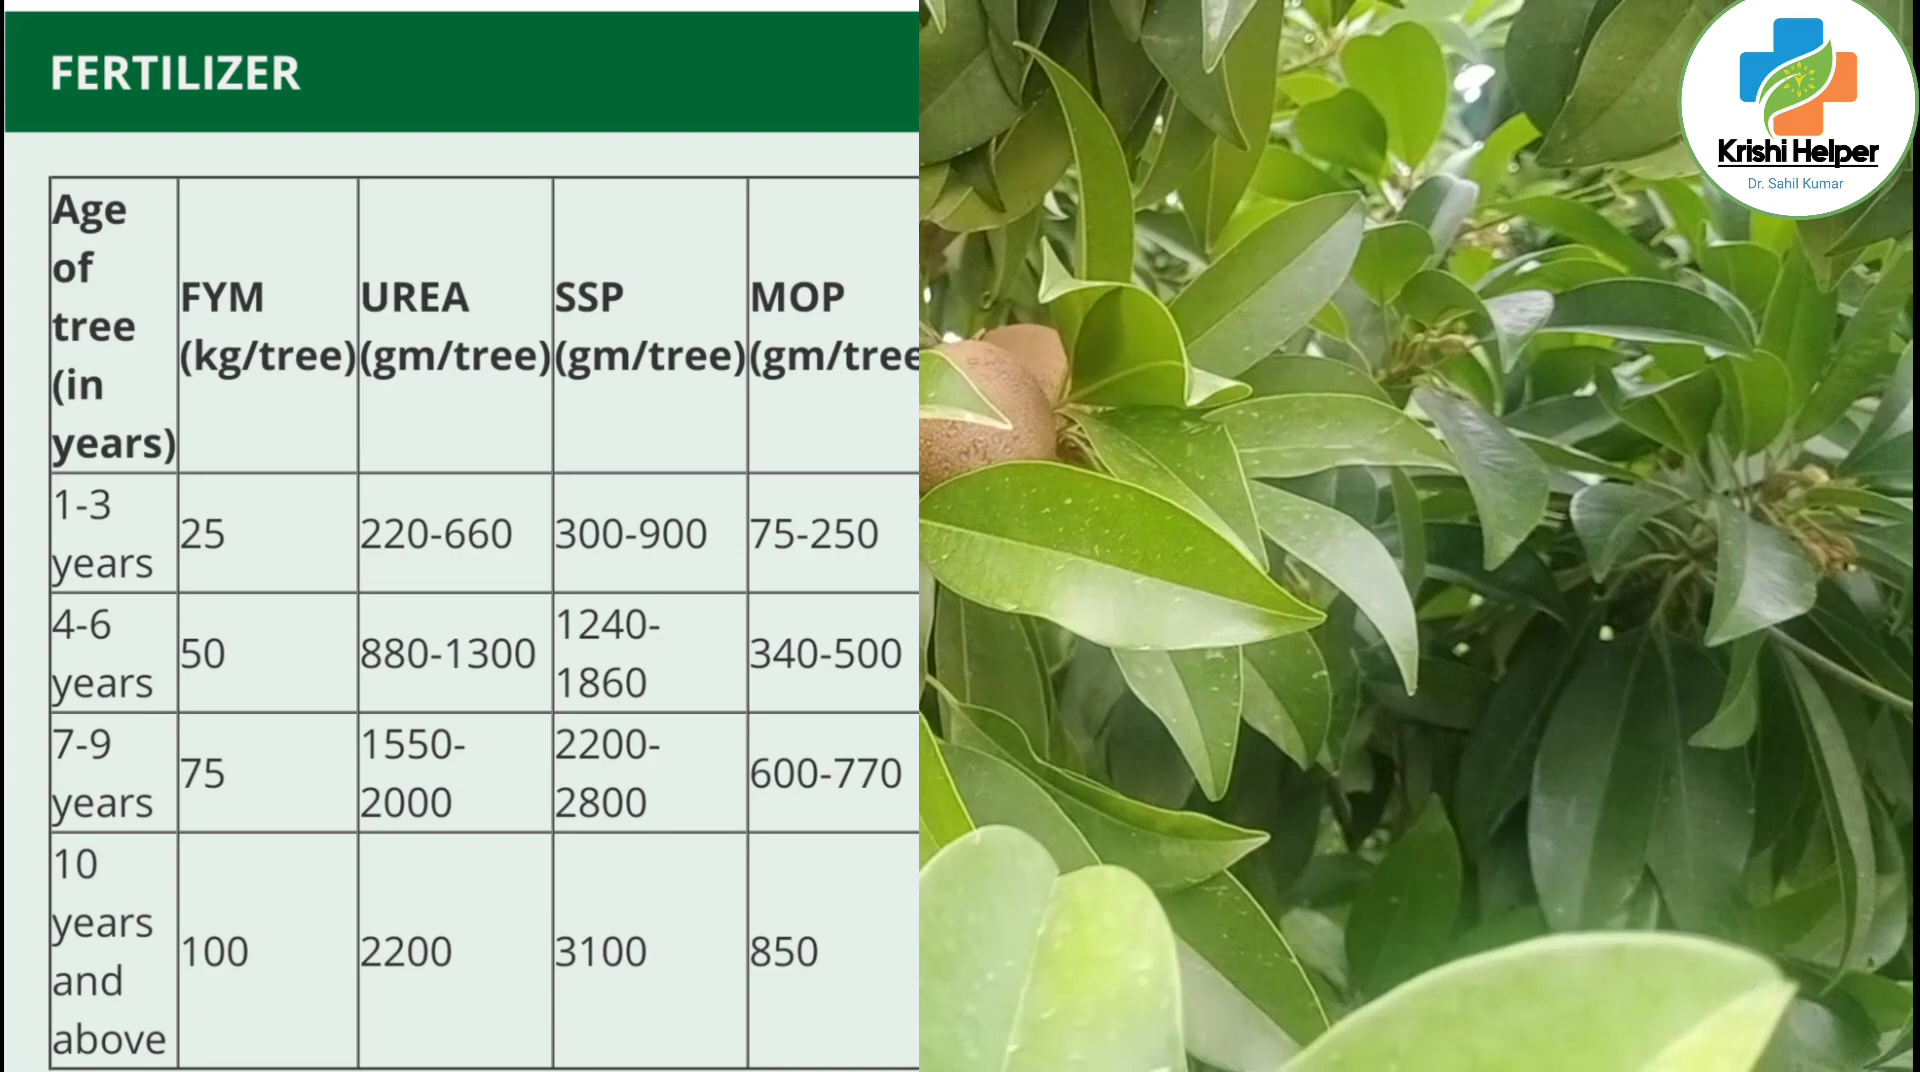 FERTILIZER
Age
of
tree
(in
years)
FYM
(kg/tree)
UREA
(gm/tree)
SSP
(gm/tree)
MOP
(gm/tree
1-3
years
25
220-660
300-900
75-250
4-6
years
50
880-1300
1240-
1860
340-500
7-9
years
75
1550-
2000
2200-
2800
600-770
10
years
and
above
100
2200
3100
850
Krishi Helper
Dr. Sahil Kumar